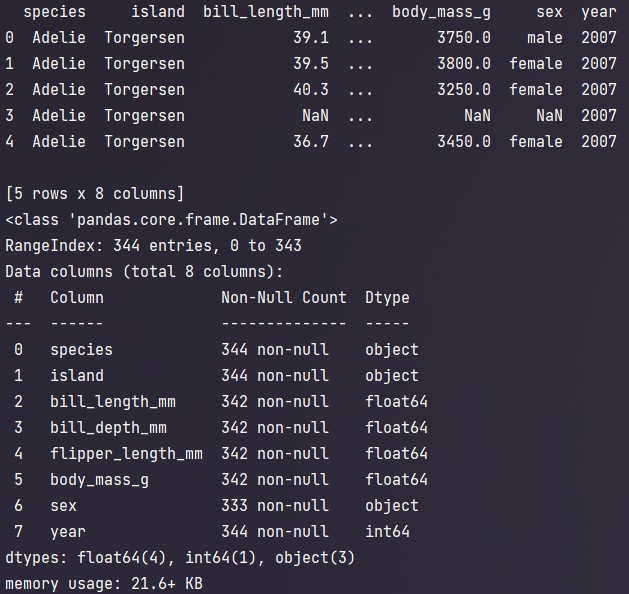 species     island  bill_length_mm  ...  body_mass_g     sex  year
0  Adelie  Torgersen            39.1  ...       3750.0    male  2007
1  Adelie  Torgersen            39.5  ...       3800.0  female  2007
2  Adelie  Torgersen            40.3  ...       3250.0  female  2007
3  Adelie  Torgersen             NaN  ...          NaN     NaN  2007
4  Adelie  Torgersen            36.7  ...       3450.0  female  2007
[5 rows x 8 columns]
<class 'pandas.core.frame.DataFrame'>
RangeIndex: 344 entries, 0 to 343
Data columns (total 8 columns):
 #   Column             Non-Null Count  Dtype
---  ------             --------------  -----
 0   species            344 non-null    object
 1   island             344 non-null    object
 2   bill_length_mm     342 non-null    float64
 3   bill_depth_mm      342 non-null    float64
 4   flipper_length_mm  342 non-null    float64
 5   body_mass_g        342 non-null    float64
 6   sex                333 non-null    object
 7   year               344 non-null    int64
dtypes: float64(4), int64(1), object(3)
memory usage: 21.6+ KB